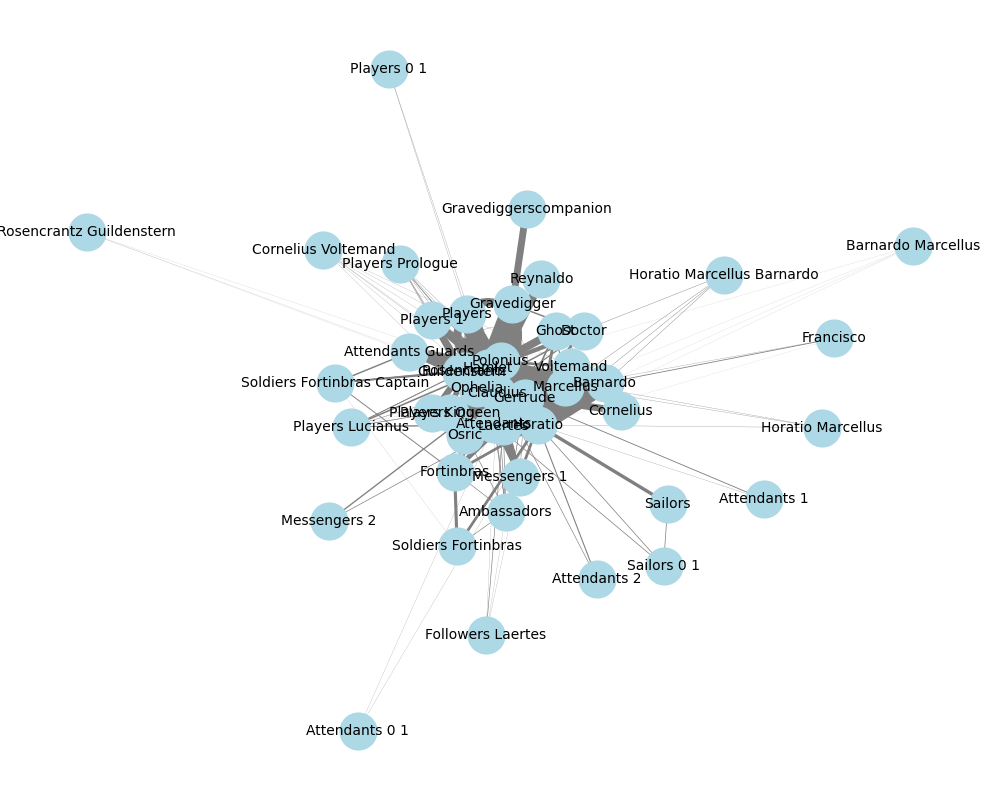 Players 0 1
Gravediggerscompanion
Rosencrantz Guildenstern
Barnardo Marcellus
Cornelius Voltemand
Players Prologue
Horatio Marcellus Barnardo
Reynaldo
Gravedigger
Players
Players 1
Ghost
Doctor
Francisco
Attendants Guards
Polonius
Hamlet
Voltemand
Guildenstern
Soldiers Fortinbras Captain
Barnardo
Marcellus
Ophelia
Claudius
Gertrude
Cornelius
Players Queen
Players Lucianus
Attendants
Laertes
Horatio
Horatio Marcellus
Osric
Fortinbras
Messengers 1
Attendants 1
Sailors
Ambassadors
Messengers 2
Soldiers Fortinbras
Sailors 0 1
Attendants 2
Followers Laertes
Attendants 0 1